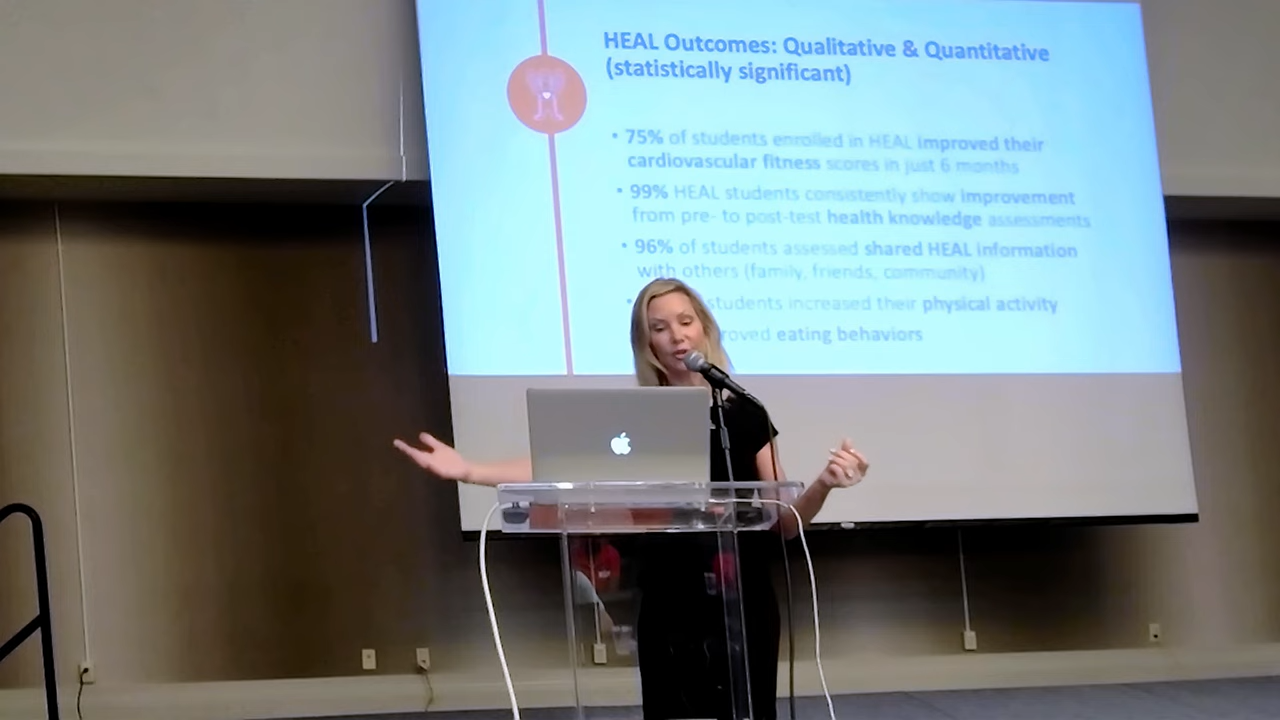 HEAL Outcomes: Qualitative & Quantitative
(statistically significant)
• 75% of students enrolled in HEAL improved their
cardiovascular fitness scores in just 6 months
• 99% HEAL students consistently show improvement
from pre- to post-test health knowledge assessments
• 96% of students assessed shared HEAL information
with others (family, friends, community)
• students increased their physical activity
eating behaviors